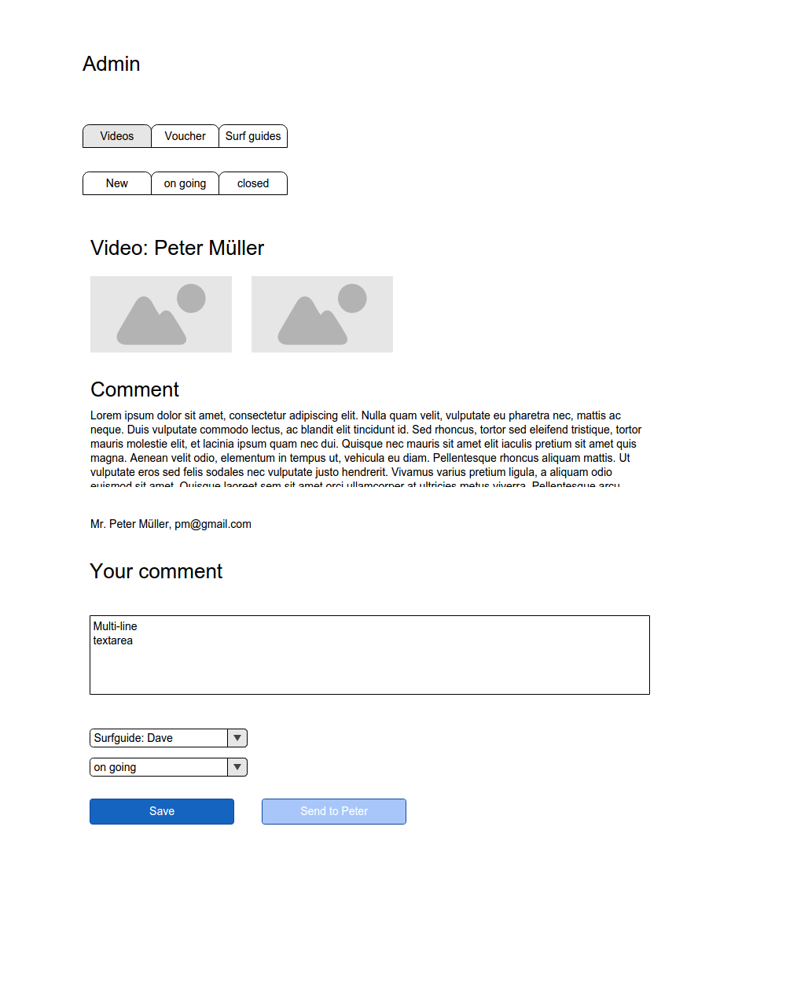 Admin
Videos Voucher Surf guides
New on going closed
Video: Peter Müller
Comment
Lorem ipsum dolor sit amet, consectetur adipiscing elit. Nulla quam velit, vulputate eu pharetra nec, mattis ac
neque. Duis vulputate commodo lectus, ac blandit elit tincidunt id. Sed rhoncus, tortor sed eleifend tristique, tortor
mauris molestie elit, et lacinia ipsum quam nec dui. Quisque nec mauris sit amet elit iaculis pretium sit amet quis
magna. Aenean velit odio, elementum in tempus ut, vehicula eu diam. Pellentesque rhoncus aliquam mattis. Ut
vulputate eros sed felis sodales nec vulputate justo hendrerit. Vivamus varius pretium ligula, a aliquam odio
euismod sit amet. Quisque laoreet sem sit amet orci ullamcorper at ultricies metus viverra. Pellentesque arcu
Mr. Peter Müller, pm@gmail.com
Your comment
Multi-line
textarea
Surfguide: Dave
on going
Save Send to Peter